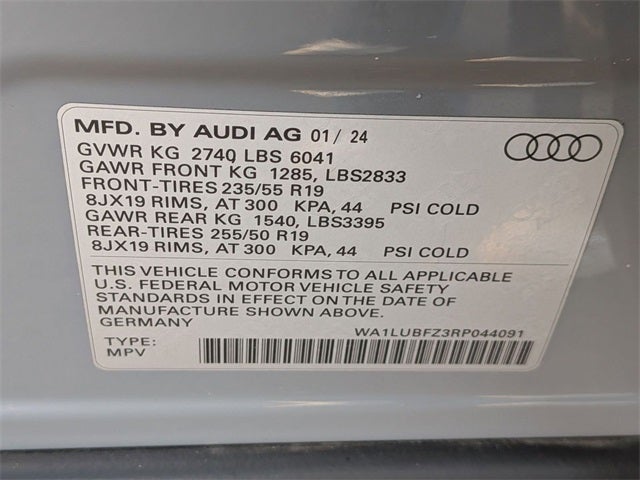 MFD. BY AUDI AG 01/ 24
GVWR KG 2740 LBS 6041
GAWR FRONT KG 1285, LBS2833
FRONT-TIRES 235/55 R19
8JX19 RIMS, AT 300 KPA, 44 PSI COLD
GAWR REAR KG 1540, LBS3395
REAR-TIRES 255/50 R19
8JX19 RIMS, AT 300 KPA, 44 PSI COLD
THIS VEHICLE CONFORMS TO ALL APPLICABLE
U.S. FEDERAL MOTOR VEHICLE SAFETY
STANDARDS IN EFFECT ON THE DATE OF
MANUFACTURE SHOWN ABOVE.
GERMANY
WA1LUBFZ3RP044091
TYPE:
MPV